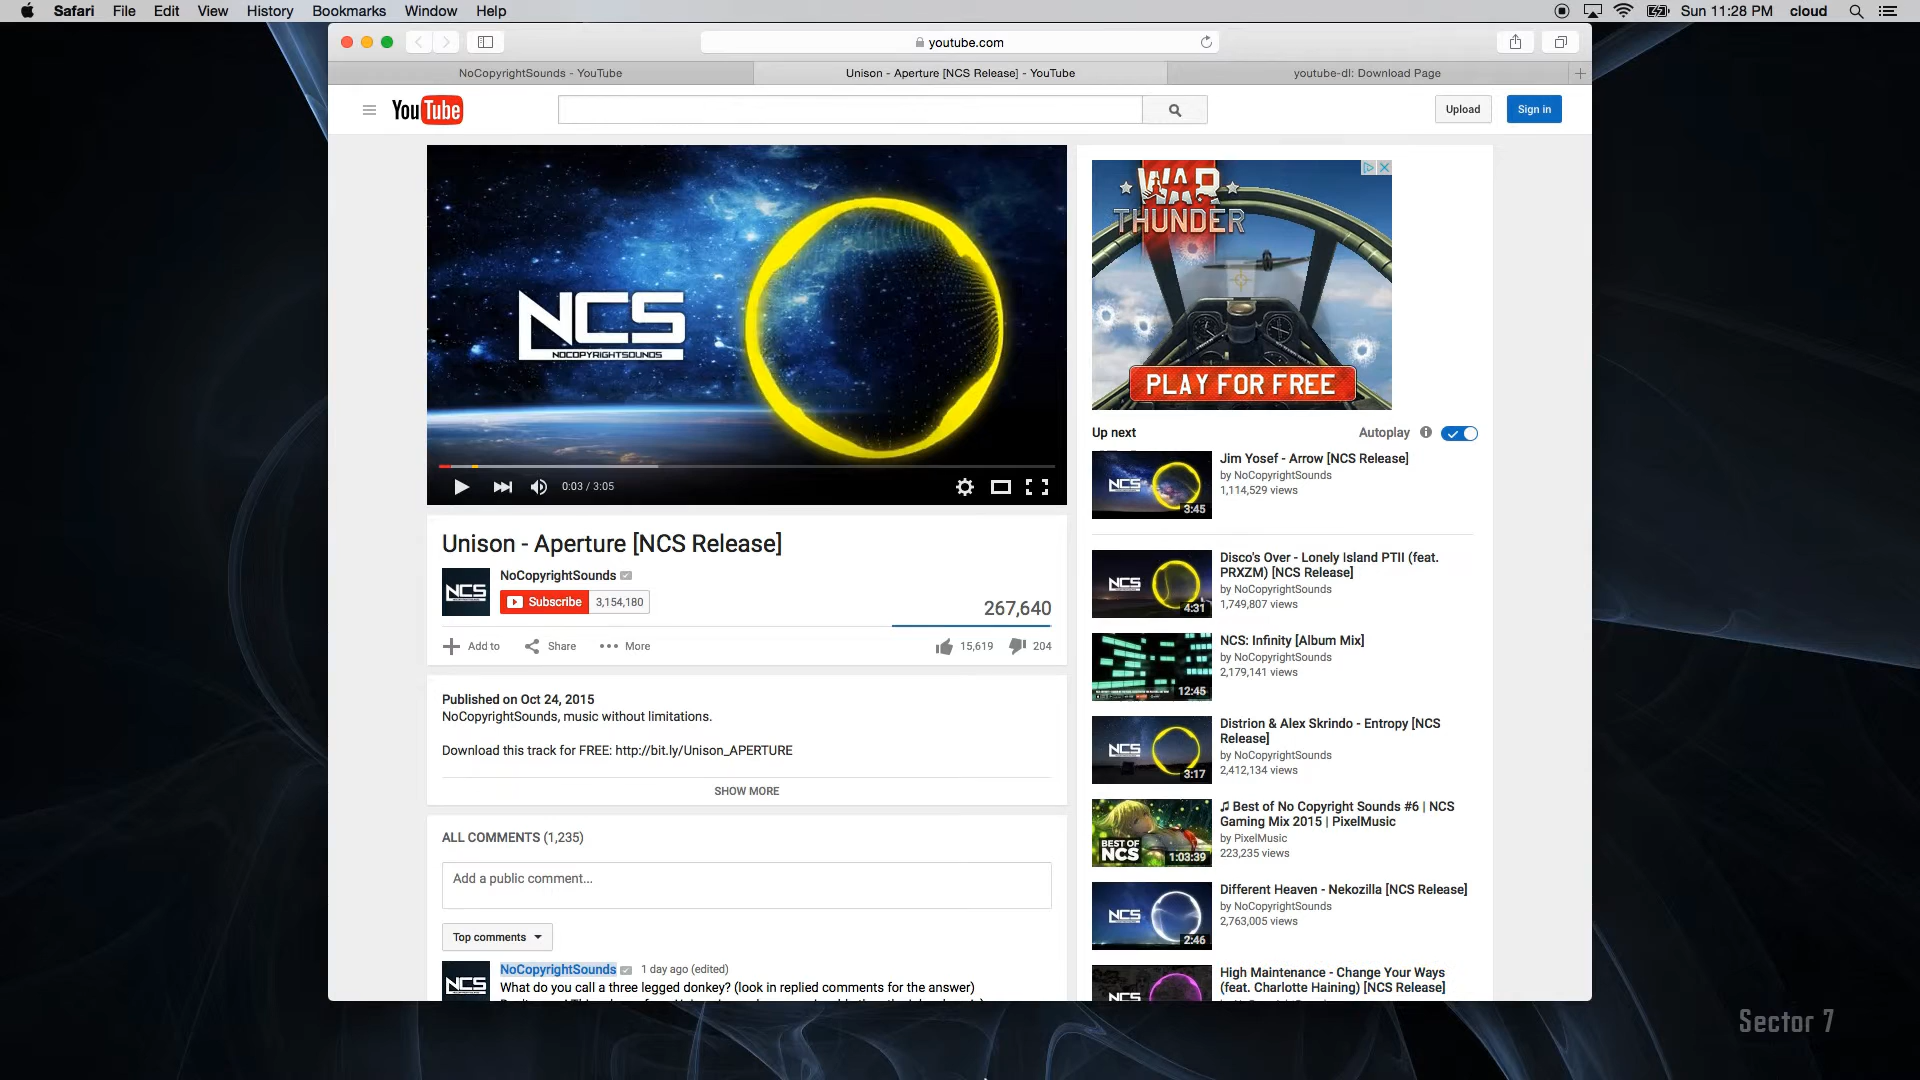 Safari File Edit View History Bookmarks Window Help
Sun 11:28 PM cloud
youtube.com
NoCopyrightSounds - YouTube
Unison - Aperture [NCS Release] - YouTube
youtube-dl: Download Page
YouTube
Upload
Sign in
NCS
NOCOPYRIGHTSOUNDS
0:03 / 3:05
Unison - Aperture [NCS Release]
NCS
NoCopyrightSounds
Subscribe 3,154,180
267,640
Add to Share More
15,619 204
Published on Oct 24, 2015
NoCopyrightSounds, music without limitations.
Download this track for FREE: http://bit.ly/Unison_APERTURE
SHOW MORE
ALL COMMENTS (1,235)
Add a public comment...
Top comments
NCS
NoCopyrightSounds 1 day ago (edited)
What do you call a three legged donkey? (look in replied comments for the answer)
WAR
THUNDER
PLAY FOR FREE
Up next
Autoplay
NCS
3:45
Jim Yosef - Arrow [NCS Release]
by NoCopyrightSounds
1,114,529 views
NCS
4:31
Disco's Over - Lonely Island PTII (feat.
PRXZM) [NCS Release]
by NoCopyrightSounds
1,749,807 views
12:45
NCS: Infinity [Album Mix]
by NoCopyrightSounds
2,179,141 views
NCS
3:17
Distrion & Alex Skrindo - Entropy [NCS
Release]
by NoCopyrightSounds
2,412,134 views
BEST OF
NCS
1:03:39
♫ Best of No Copyright Sounds #6 | NCS
Gaming Mix 2015 | PixelMusic
by PixelMusic
223,235 views
NCS
2:46
Different Heaven - Nekozilla [NCS Release]
by NoCopyrightSounds
2,763,005 views
NCS
High Maintenance - Change Your Ways
(feat. Charlotte Haining) [NCS Release]
Sector 7